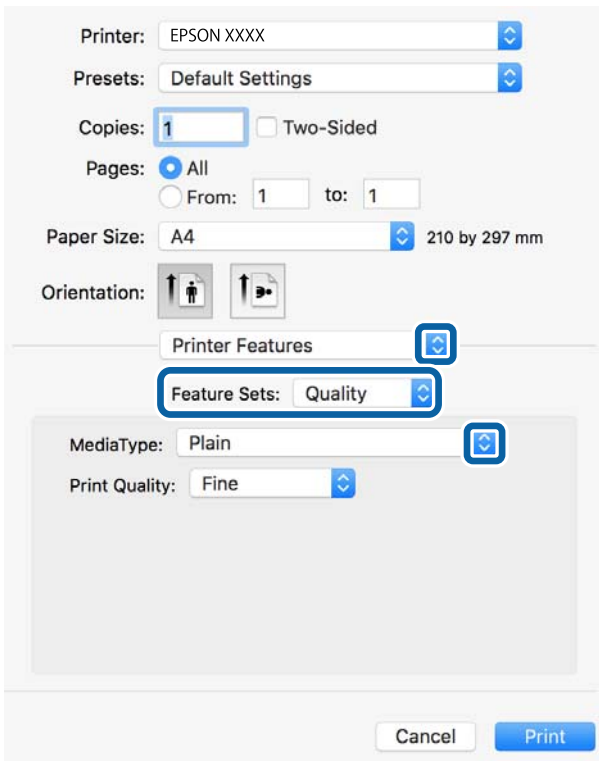 Printer: EPSON XXXX
Presets: Default Settings
Copies: 1 Two-Sided
Pages: All
From: 1 to: 1
Paper Size: A4 210 by 297 mm
Orientation:
Printer Features
Feature Sets: Quality
MediaType: Plain
Print Quality: Fine
Cancel Print